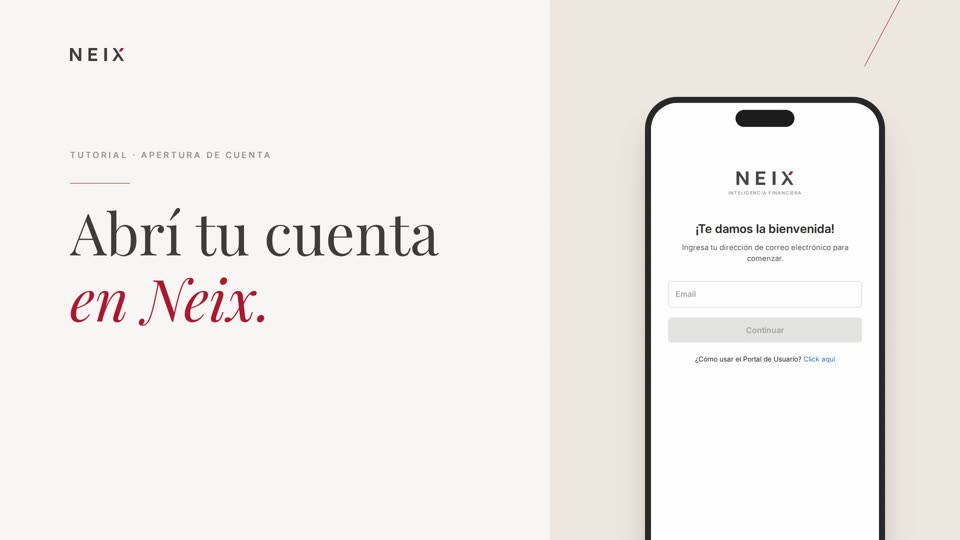 NEIX
TUTORIAL · APERTURA DE CUENTA
Abrí tu cuenta
en Neix.
NEIX
INTELIGENCIA FINANCIERA
¡Te damos la bienvenida!
Ingresa tu dirección de correo electrónico para
comenzar.
Email
Continuar
¿Cómo usar el Portal de Usuario? Click aquí